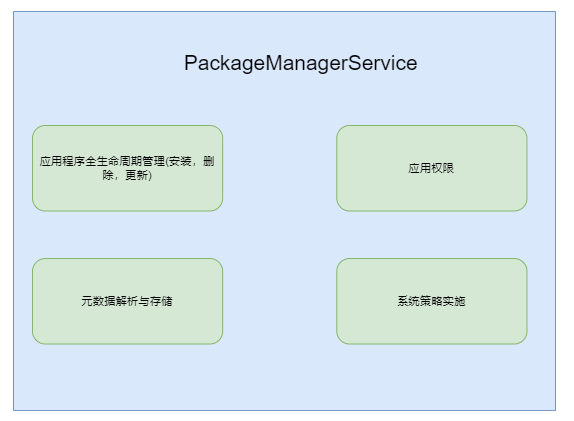 PackageManagerService
应用程序全生命周期管理(安装，删
除，更新)
应用权限
元数据解析与存储
系统策略实施